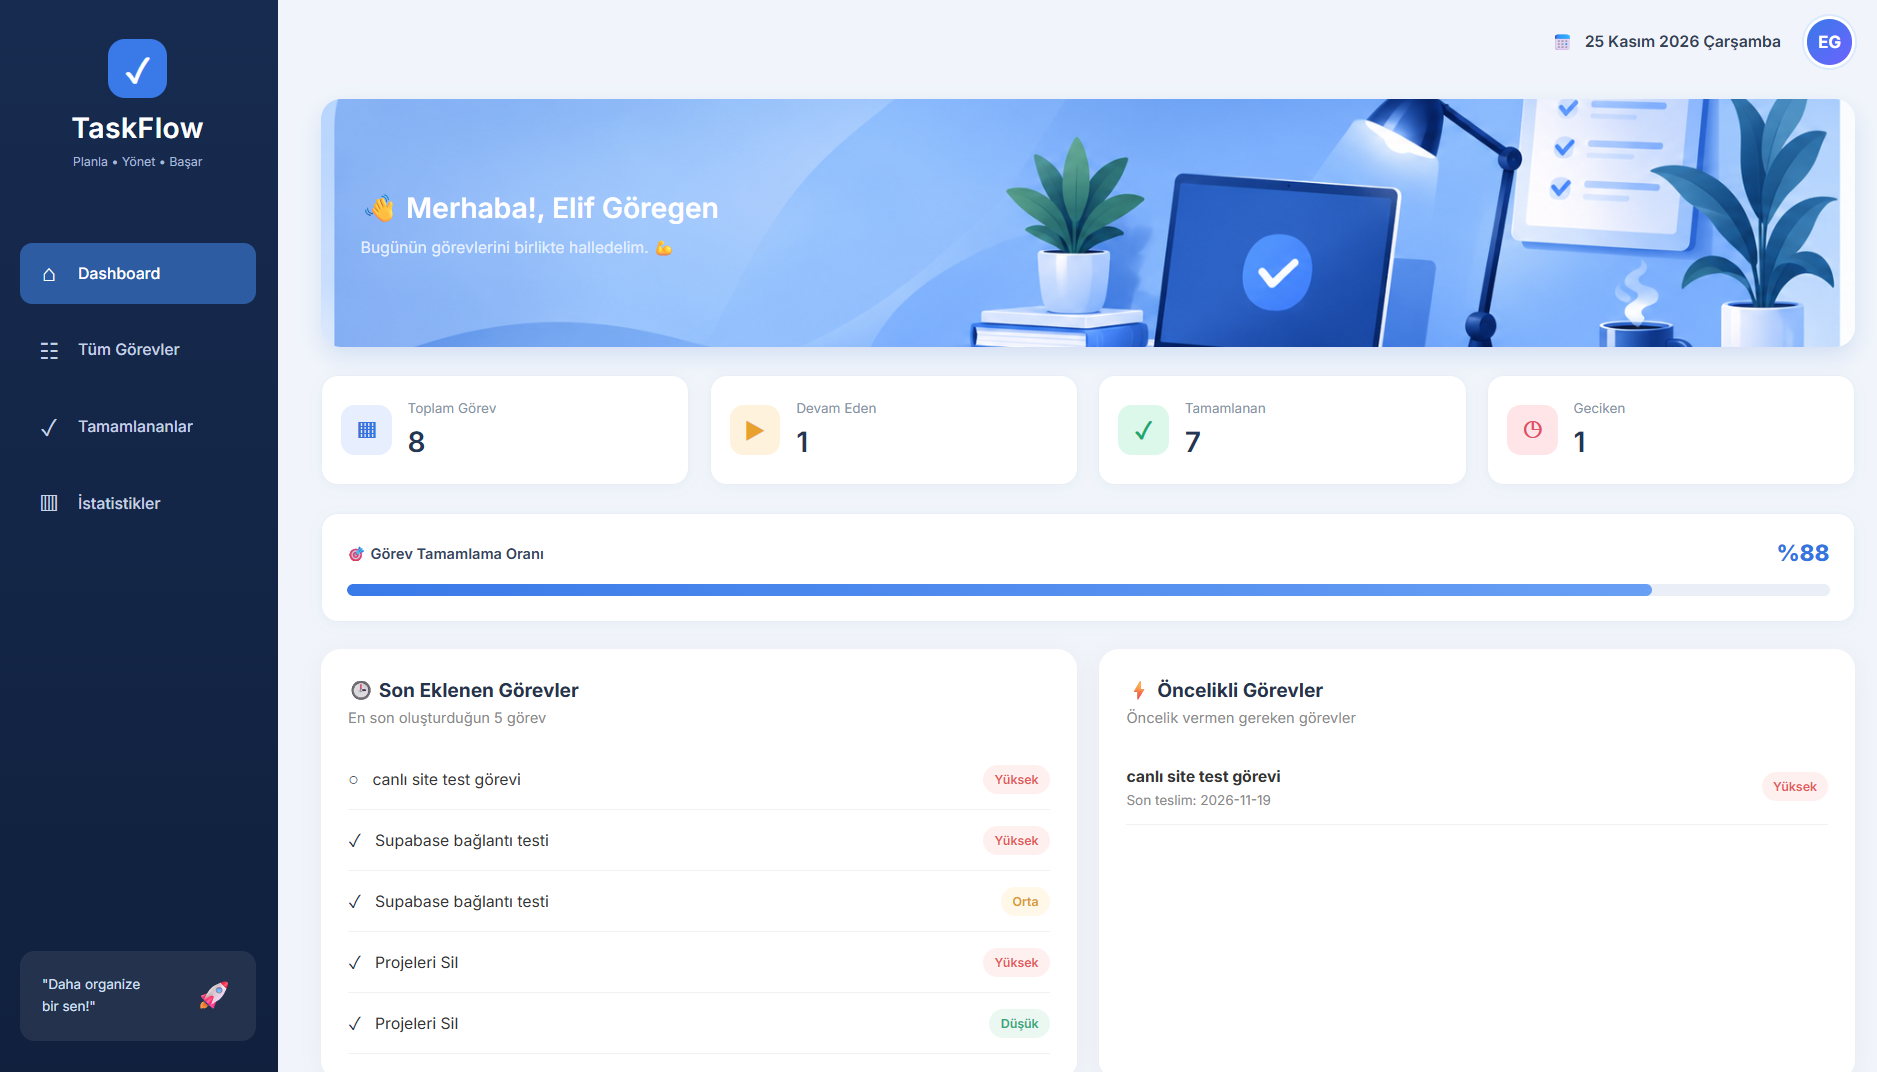 TaskFlow
Planla • Yönet • Başar
Dashboard
Tüm Görevler
Tamamlananlar
İstatistikler
"Daha organize
bir sen!"
25 Kasım 2026 Çarşamba
EG
Merhaba!, Elif Göregen
Bugünün görevlerini birlikte halledelim.
Toplam Görev
8
Devam Eden
1
Tamamlanan
7
Geciken
1
Görev Tamamlama Oranı
%88
Son Eklenen Görevler
En son oluşturduğun 5 görev
canlı site test görevi Yüksek
Supabase bağlantı testi Yüksek
Supabase bağlantı testi Orta
Projeleri Sil Yüksek
Projeleri Sil Düşük
Öncelikli Görevler
Öncelik vermen gereken görevler
canlı site test görevi
Son teslim: 2026-11-19
Yüksek